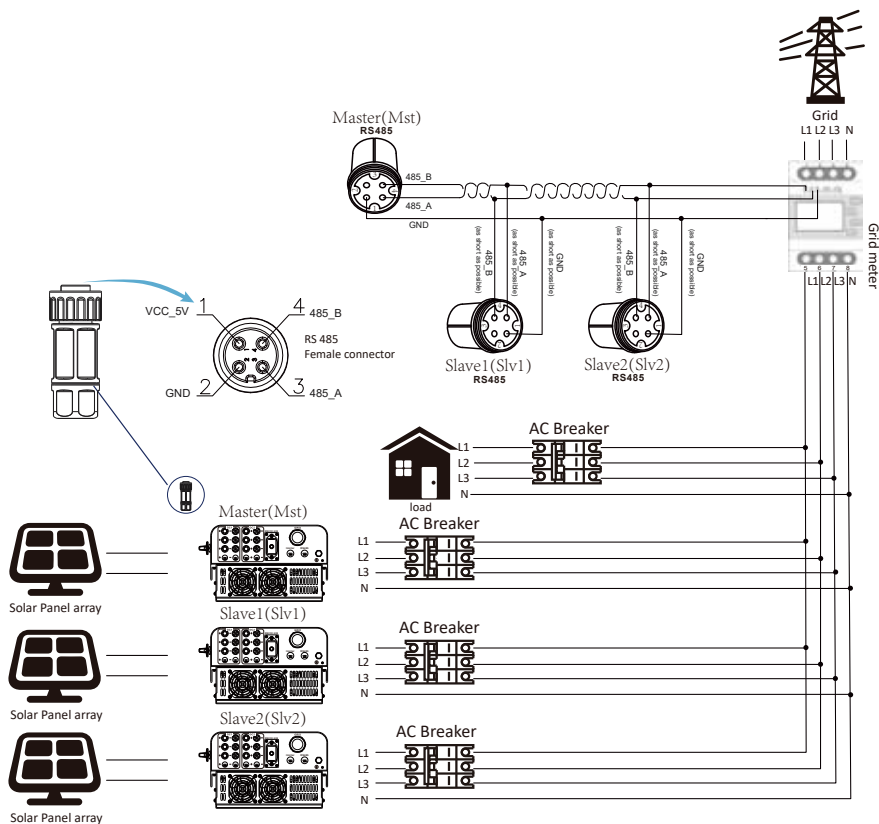 Grid
L1 L2 L3 N
Master(Mst)
RS485
485_B
485_A
GND
Grid meter
5 6 7 8
L1 L2 L3 N
485_B
(as short as possible)
485_A
(as short as possible)
GND
(as short as possible)
485_B
(as short as possible)
485_A
(as short as possible)
GND
(as short as possible)
Slave1(Slv1)
RS485
Slave2(Slv2)
RS485
VCC_5V 1
4 485_B
RS 485
Female connector
GND 2
3 485_A
AC Breaker
L1
L2
L3
N
load
Master(Mst)
AC Breaker
L1
L2
L3
N
Solar Panel array
Slave1(Slv1)
AC Breaker
L1
L2
L3
N
Solar Panel array
Slave2(Slv2)
AC Breaker
L1
L2
L3
N
Solar Panel array